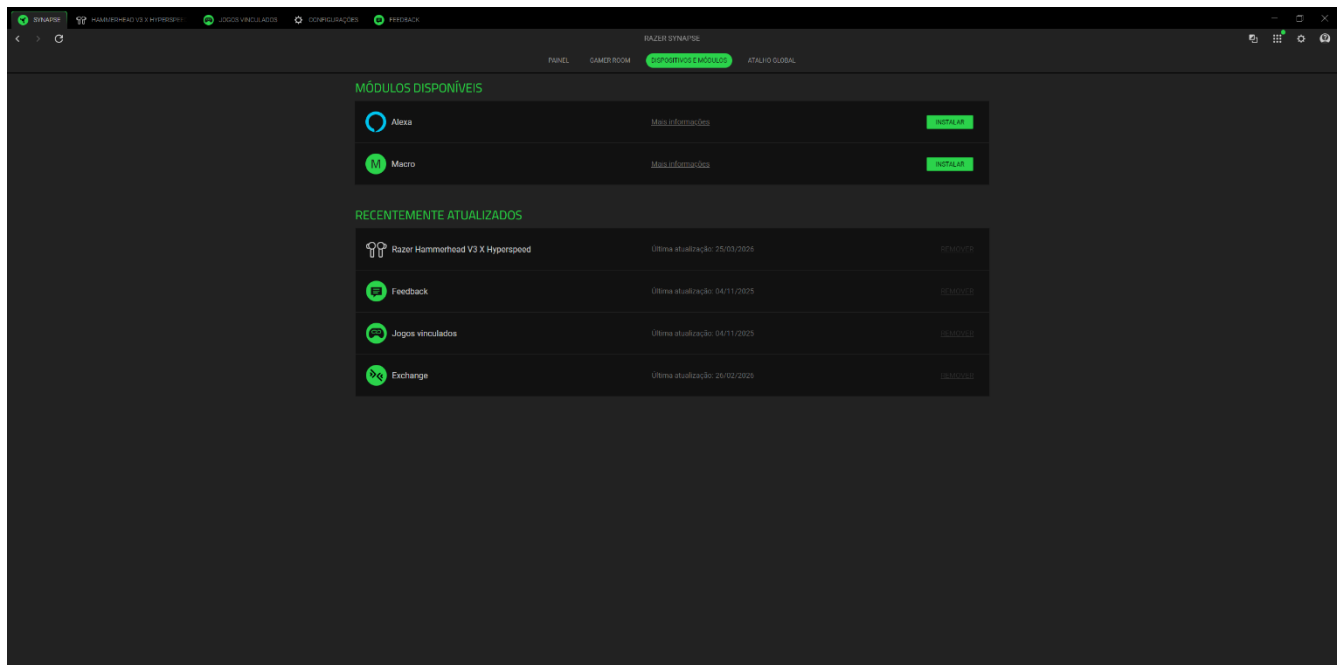 SYNAPSE HAMMERHEAD V3 X HYPERSPEE JOGOS VINCULADOS CONFIGURAÇÕES FEEDBACK
RAZER SYNAPSE
PAINEL GAMER ROOM DISPOSITIVOS E MÓDULOS ATALHO GLOBAL
MÓDULOS DISPONÍVEIS
Alexa Mais informações INSTALAR
M Macro Mais informações INSTALAR
RECENTEMENTE ATUALIZADOS
Razer Hammerhead V3 X Hyperspeed Última atualização: 25/03/2026 REMOVER
Feedback Última atualização: 04/11/2025 REMOVER
Jogos vinculados Última atualização: 04/11/2025 REMOVER
Exchange Última atualização: 26/02/2026 REMOVER